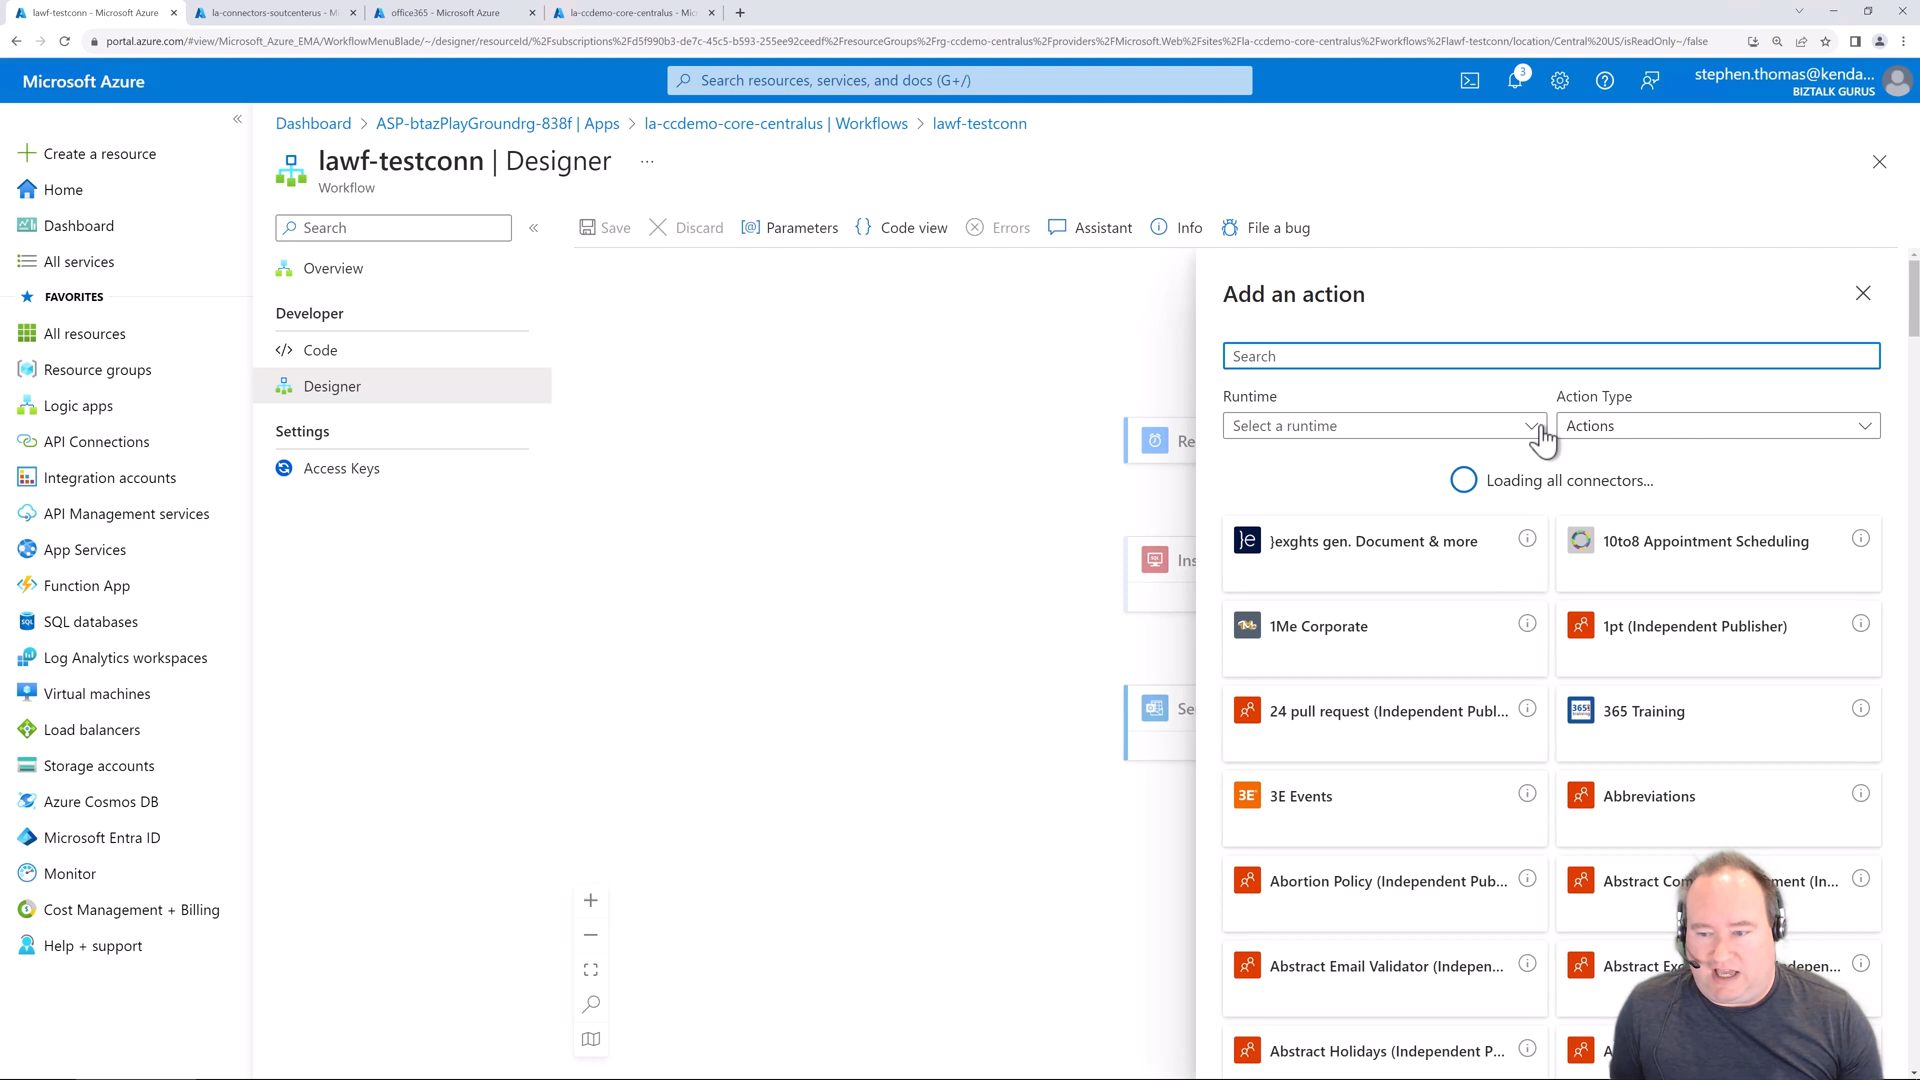 lawf-testconn - Microsoft Azure
la-connectors-soutcenterus - Mi
office365 - Microsoft Azure
la-ccdemo-core-centralus - Micr
portal.azure.com/#view/Microsoft_Azure_EMA/WorkflowMenuBlade/~/designer/resourceId/%2Fsubscriptions%2Fd5f990b3-de7c-45c5-b593-255ee92ceedf%2FresourceGroups%2Frg-ccdemo-centralus%2Fproviders%2FMicrosoft.Web%2Fsites%2Fla-ccdemo-core-centralus%2Fworkflows%2Flawf-testconn/location/Central%20US/isReadOnly~/false
Microsoft Azure
Search resources, services, and docs (G+/)
3
stephen.thomas@kenda...
BIZTALK GURUS
Dashboard > ASP-btazPlayGroundrg-838f | Apps > la-ccdemo-core-centralus | Workflows > lawf-testconn
lawf-testconn | Designer ...
Workflow
Create a resource
Home
Dashboard
All services
FAVORITES
All resources
Resource groups
Logic apps
API Connections
Integration accounts
API Management services
App Services
Function App
SQL databases
Log Analytics workspaces
Virtual machines
Load balancers
Storage accounts
Azure Cosmos DB
Microsoft Entra ID
Monitor
Cost Management + Billing
Help + support
Search
Overview
Developer
Code
Designer
Settings
Access Keys
Save Discard Parameters Code view Errors Assistant Info File a bug
Re
Ins
Se
Add an action
Search
Runtime Action Type
Select a runtime Actions
Loading all connectors...
}exghts gen. Document & more
10to8 Appointment Scheduling
1Me Corporate
1pt (Independent Publisher)
24 pull request (Independent Publ...
365 Training
3E Events
Abbreviations
Abortion Policy (Independent Pub...
Abstract Com ment (In...
Abstract Email Validator (Indepen...
Abstract Exc depen...
Abstract Holidays (Independent P...